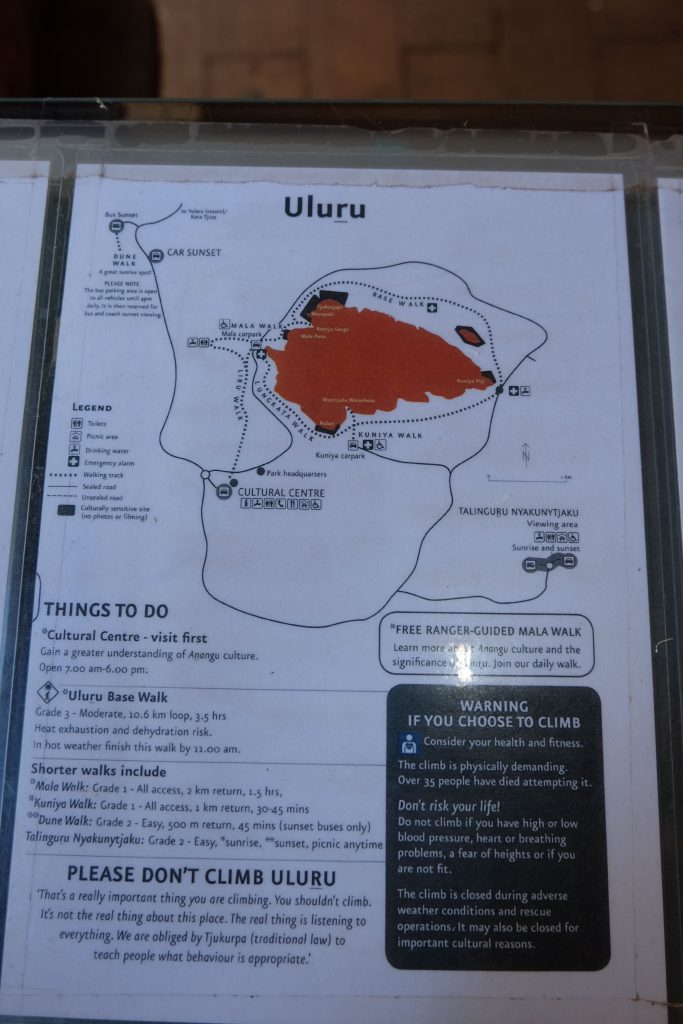 Uluṟu
Bus Sunset
to Yulara (resort)/
Kata Tjuṯa
DUNE
WALK
A great sunrise spot!
CAR SUNSET
PLEASE NOTE
The bus parking area is open
to all vehicles until 4pm
daily. It is then reserved for
bus and coach sunset viewing.
BASE WALK
Warayuki
MALA WALK
Mala carpark
Kantju Gorge
Mala Puta
LIRU WALK
LUNGKATA WALK
Kuniya Piti
Mutitjulu Waterhole
Pulari
KUNIYA WALK
Kuniya carpark
LEGEND
Toilets
Picnic area
Drinking water
Emergency alarm
Walking track
Sealed road
Unsealed road
Culturally sensitive site
(no photos or filming)
Park headquarters
CULTURAL CENTRE
N
1 km
TALINGURU NYAKUNYTJAKU
Viewing area
Sunrise and sunset
THINGS TO DO
*Cultural Centre - visit first
Gain a greater understanding of Aṉangu culture.
Open 7.00 am-6.00 pm.
*Uluṟu Base Walk
Grade 3 - Moderate, 10.6 km loop, 3.5 hrs
Heat exhaustion and dehydration risk.
In hot weather finish this walk by 11.00 am.
Shorter walks include
*Mala Walk: Grade 1 - All access, 2 km return, 1.5 hrs,
*Kuniya Walk: Grade 1 - All access, 1 km return, 30-45 mins
**Dune Walk: Grade 2 - Easy, 500 m return, 45 mins (sunset buses only)
Talinguru Nyakunytjaku: Grade 2 - Easy, *sunrise, **sunset, picnic anytime
PLEASE DON'T CLIMB ULUṞU
'That's a really important thing you are climbing. You shouldn't climb.
It's not the real thing about this place. The real thing is listening to
everything. We are obliged by Tjukurpa (traditional law) to
teach people what behaviour is appropriate.'
*FREE RANGER-GUIDED MALA WALK
Learn more about Aṉangu culture and the
significance of Uluṟu. Join our daily walk.
WARNING
IF YOU CHOOSE TO CLIMB
Consider your health and fitness.
The climb is physically demanding.
Over 35 people have died attempting it.
Don't risk your life!
Do not climb if you have high or low
blood pressure, heart or breathing
problems, a fear of heights or if you
are not fit.
The climb is closed during adverse
weather conditions and rescue
operations. It may also be closed for
important cultural reasons.